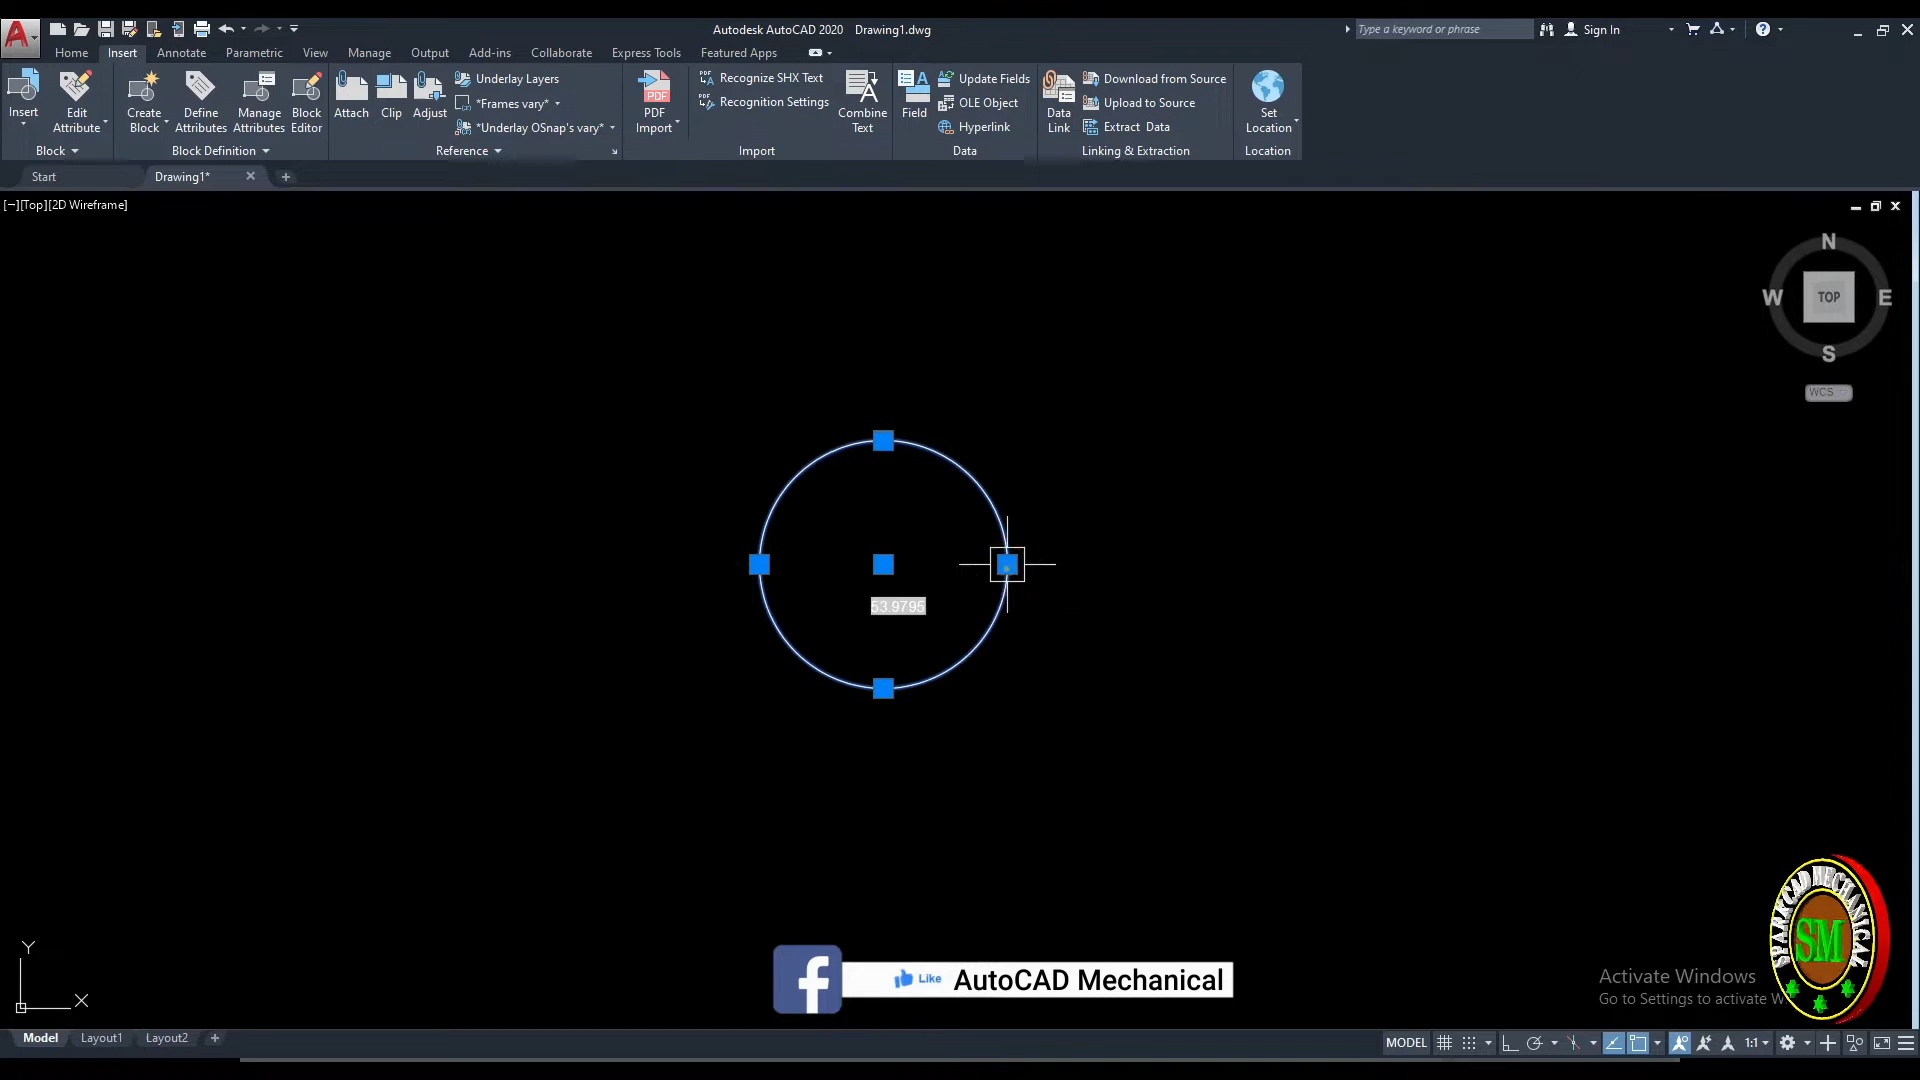 Autodesk AutoCAD 2020 Drawing1.dwg
Type a keyword or phrase
Sign In
Home Insert Annotate Parametric View Manage Output Add-ins Collaborate Express Tools Featured Apps
Insert
Edit Attribute
Create Block
Define Attributes
Manage Attributes
Block Editor
Attach
Clip
Adjust
Underlay Layers
*Frames vary*
*Underlay OSnap's vary*
PDF Import
Recognize SHX Text
Recognition Settings
Combine Text
Field
Update Fields
OLE Object
Hyperlink
Data Link
Download from Source
Upload to Source
Extract Data
Set Location
Block
Block Definition
Reference
Import
Data
Linking & Extraction
Location
Start
Drawing1*
[−][Top][2D Wireframe]
N
W
TOP
E
S
WCS
53.9795
Y
X
f
Like
AutoCAD Mechanical
Activate Windows
Go to Settings to activate W
SPARKCAD MECHANICAL
SM
Model
Layout1
Layout2
MODEL
1:1